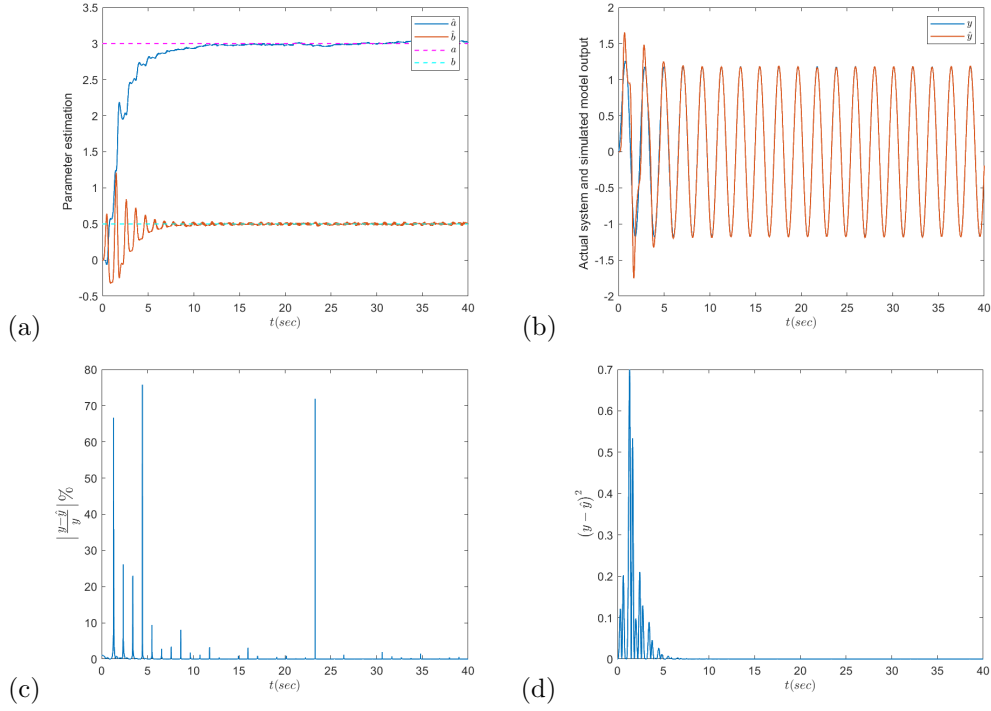 Parameter estimation
3.5
3
2.5
2
1.5
1
0.5
0
-0.5
0 5 10 15 20 25 30 35 40
t(sec)
â
b̂
a
b
(a)
Actual system and simulated model output
2
1.5
1
0.5
0
-0.5
-1
-1.5
-2
0 5 10 15 20 25 30 35 40
t(sec)
y
ŷ
(b)
|(y−ŷ)/y|%
80
70
60
50
40
30
20
10
0
0 5 10 15 20 25 30 35 40
t(sec)
(c)
(y − ŷ)²
0.7
0.6
0.5
0.4
0.3
0.2
0.1
0
0 5 10 15 20 25 30 35 40
t(sec)
(d)